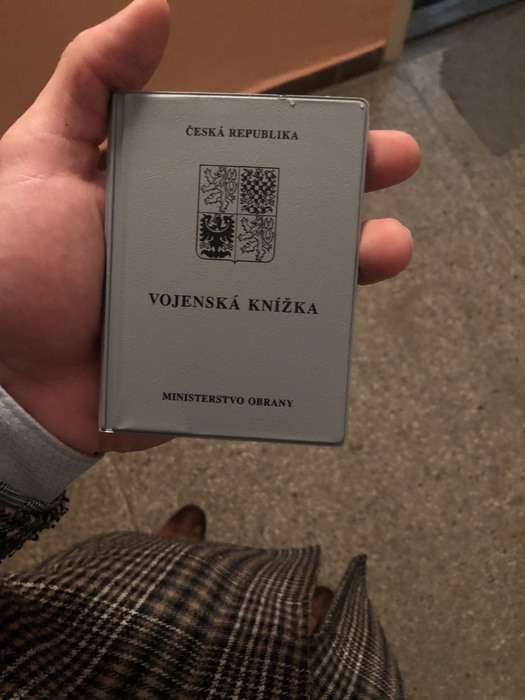 ČESKÁ REPUBLIKA
VOJENSKÁ KNÍŽKA
MINISTERSTVO OBRANY